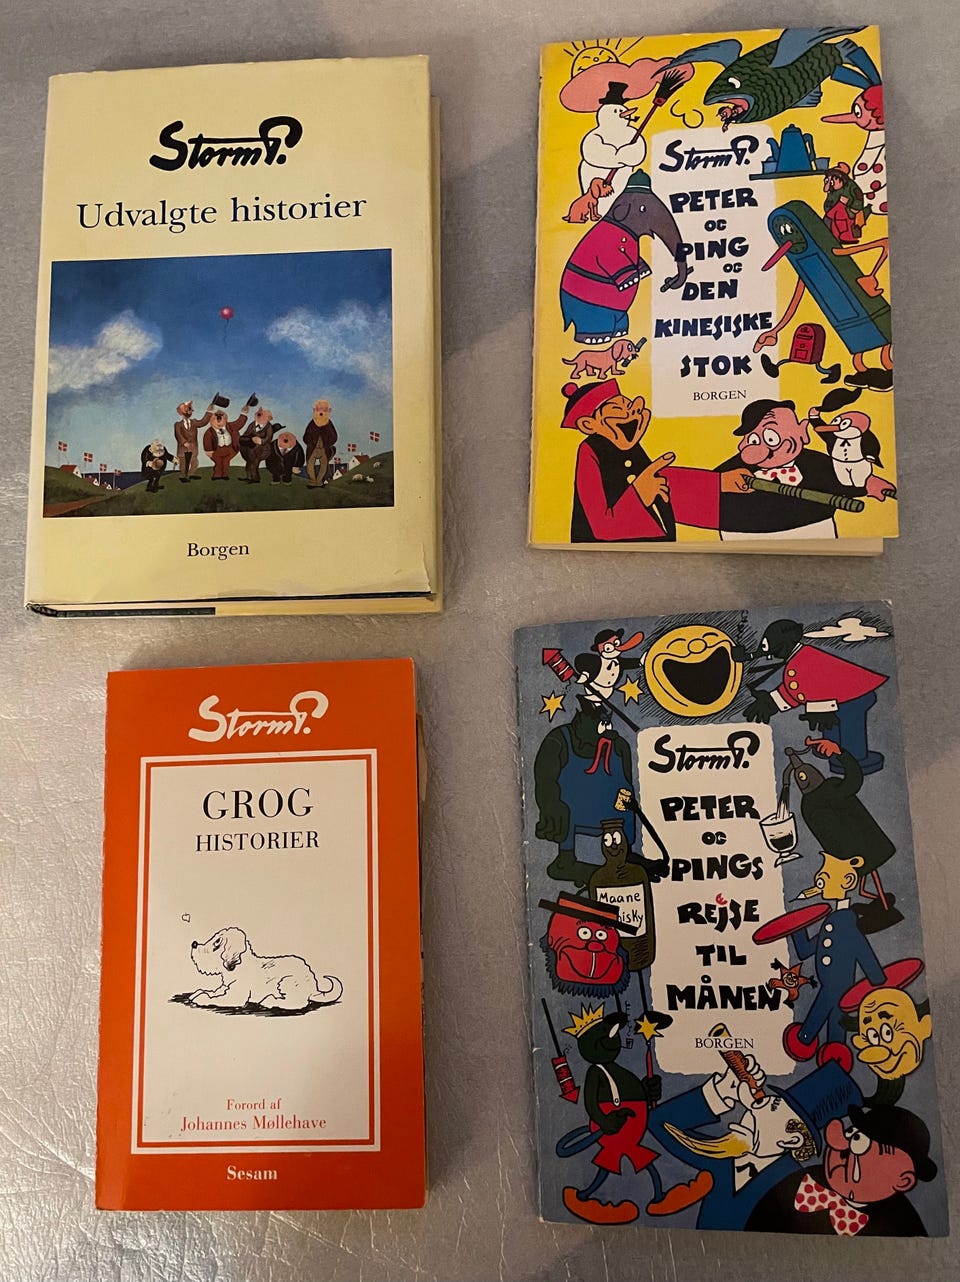 Storm P.
Udvalgte historier
Borgen
Storm P.
PETER
OG
PING
OG
DEN
KINESISKE
STOK
BORGEN
Storm P.
GROG
HISTORIER
Forord af
Johannes Møllehave
Sesam
Storm P.
PETER
OG
PINGS
REJSE
TIL
MÅNEN
BORGEN
Maane